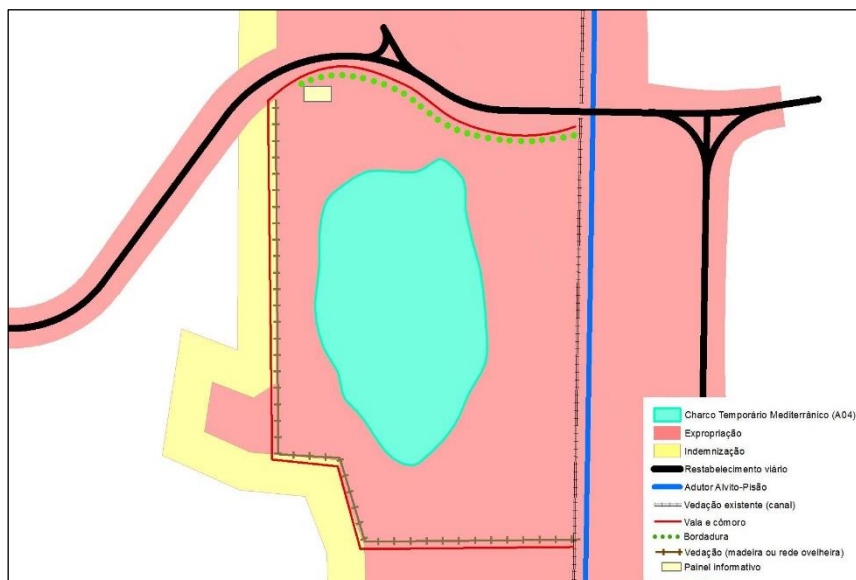 Charco Temporário Mediterrânico (A04)
Expropriação
Indemnização
Restabelecimento viário
Adutor Alvito-Pisão
Vedação existente (canal)
Vala e cômoro
Bordadura
Vedação (madeira ou rede ovelheira)
Painel informativo